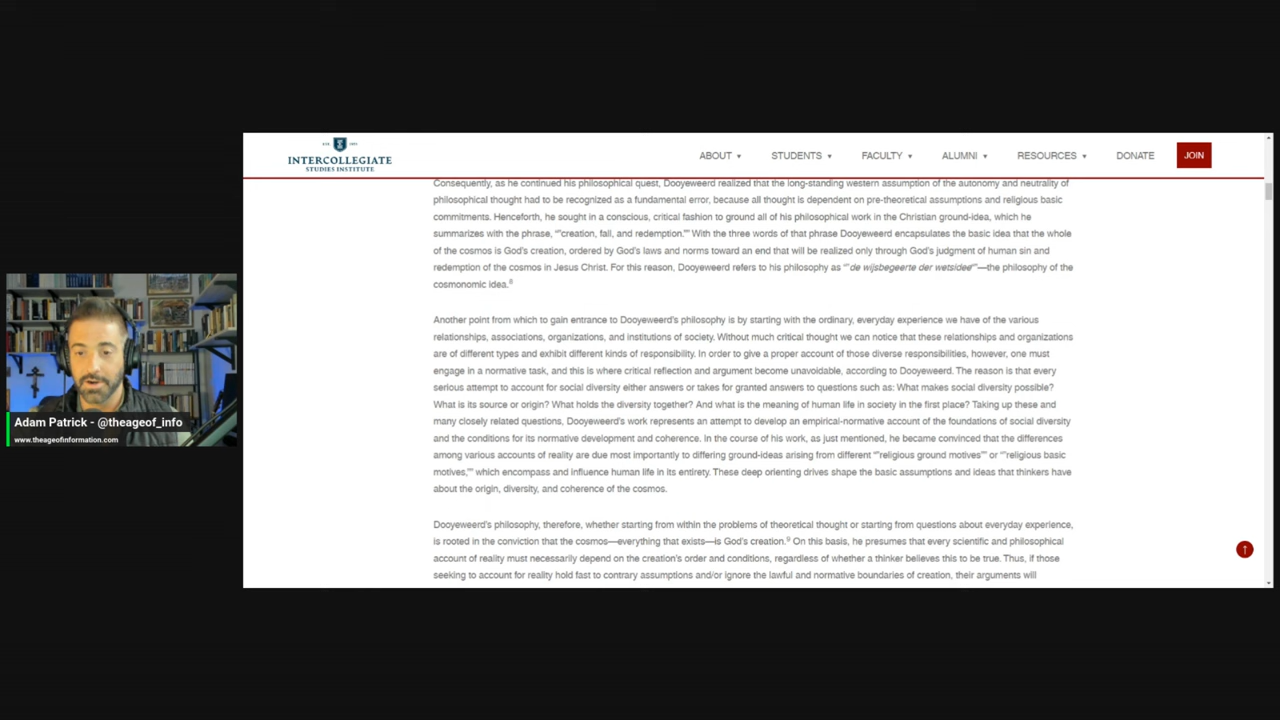 EST. 1953
INTERCOLLEGIATE
STUDIES INSTITUTE
ABOUT ▾ STUDENTS ▾ FACULTY ▾ ALUMNI ▾ RESOURCES ▾ DONATE JOIN
Consequently, as he continued his philosophical quest, Dooyeweerd realized that the long-standing western assumption of the autonomy and neutrality of
philosophical thought had to be recognized as a fundamental error, because all thought is dependent on pre-theoretical assumptions and religious basic
commitments. Henceforth, he sought in a conscious, critical fashion to ground all of his philosophical work in the Christian ground-idea, which he
summarizes with the phrase, "“creation, fall, and redemption.”" With the three words of that phrase Dooyeweerd encapsulates the basic idea that the whole
of the cosmos is God's creation, ordered by God's laws and norms toward an end that will be realized only through God's judgment of human sin and
redemption of the cosmos in Jesus Christ. For this reason, Dooyeweerd refers to his philosophy as "“de wijsbegeerte der wetsidee”"—the philosophy of the
cosmonomic idea.8
Another point from which to gain entrance to Dooyeweerd's philosophy is by starting with the ordinary, everyday experience we have of the various
relationships, associations, organizations, and institutions of society. Without much critical thought we can notice that these relationships and organizations
are of different types and exhibit different kinds of responsibility. In order to give a proper account of those diverse responsibilities, however, one must
engage in a normative task, and this is where critical reflection and argument become unavoidable, according to Dooyeweerd. The reason is that every
serious attempt to account for social diversity either answers or takes for granted answers to questions such as: What makes social diversity possible?
What is its source or origin? What holds the diversity together? And what is the meaning of human life in society in the first place? Taking up these and
many closely related questions, Dooyeweerd's work represents an attempt to develop an empirical-normative account of the foundations of social diversity
and the conditions for its normative development and coherence. In the course of his work, as just mentioned, he became convinced that the differences
among various accounts of reality are due most importantly to differing ground-ideas arising from different "“religious ground motives”" or "“religious basic
motives,”" which encompass and influence human life in its entirety. These deep orienting drives shape the basic assumptions and ideas that thinkers have
about the origin, diversity, and coherence of the cosmos.
Dooyeweerd's philosophy, therefore, whether starting from within the problems of theoretical thought or starting from questions about everyday experience,
is rooted in the conviction that the cosmos—everything that exists—is God's creation.9 On this basis, he presumes that every scientific and philosophical
account of reality must necessarily depend on the creation's order and conditions, regardless of whether a thinker believes this to be true. Thus, if those
seeking to account for reality hold fast to contrary assumptions and/or ignore the lawful and normative boundaries of creation, their arguments will
Adam Patrick - @theageof_info
www.theageofinformation.com